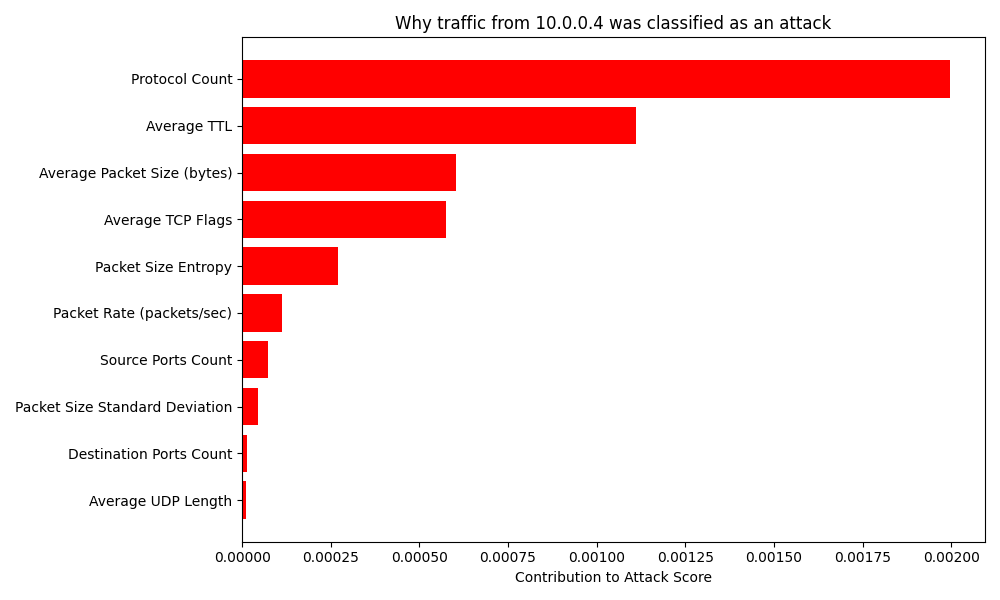 Why traffic from 10.0.0.4 was classified as an attack
Protocol Count
Average TTL
Average Packet Size (bytes)
Average TCP Flags
Packet Size Entropy
Packet Rate (packets/sec)
Source Ports Count
Packet Size Standard Deviation
Destination Ports Count
Average UDP Length
0.00000 0.00025 0.00050 0.00075 0.00100 0.00125 0.00150 0.00175 0.00200
Contribution to Attack Score